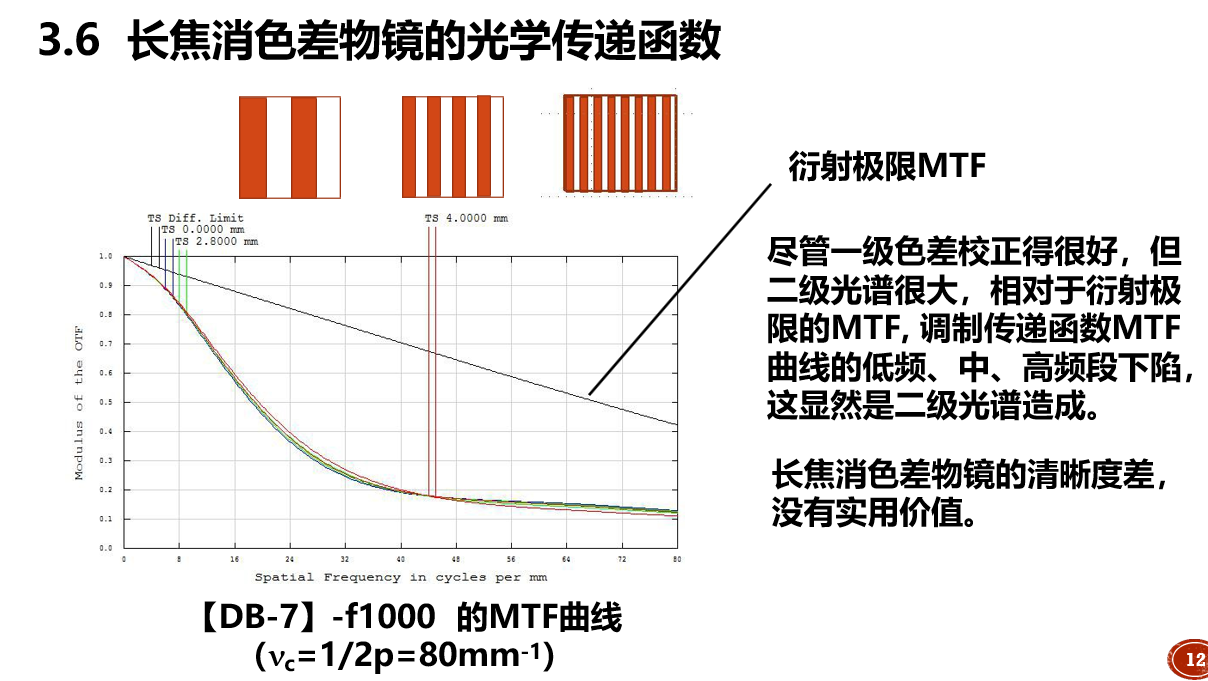 3.6 长焦消色差物镜的光学传递函数
衍射极限MTF
TS Diff. Limit
TS 0.0000 mm
TS 2.8000 mm
TS 4.0000 mm
1.0
0.9
0.8
0.7
0.6
0.5
0.4
0.3
0.2
0.1
0.0
Modulus of the OTF
0 8 16 24 32 40 48 56 64 72 80
Spatial Frequency in cycles per mm
尽管一级色差校正得很好，但
二级光谱很大，相对于衍射极
限的MTF, 调制传递函数MTF
曲线的低频、中、高频段下陷，
这显然是二级光谱造成。
长焦消色差物镜的清晰度差，
没有实用价值。
【DB-7】-f1000 的MTF曲线
（νc=1/2p=80mm-1）
12